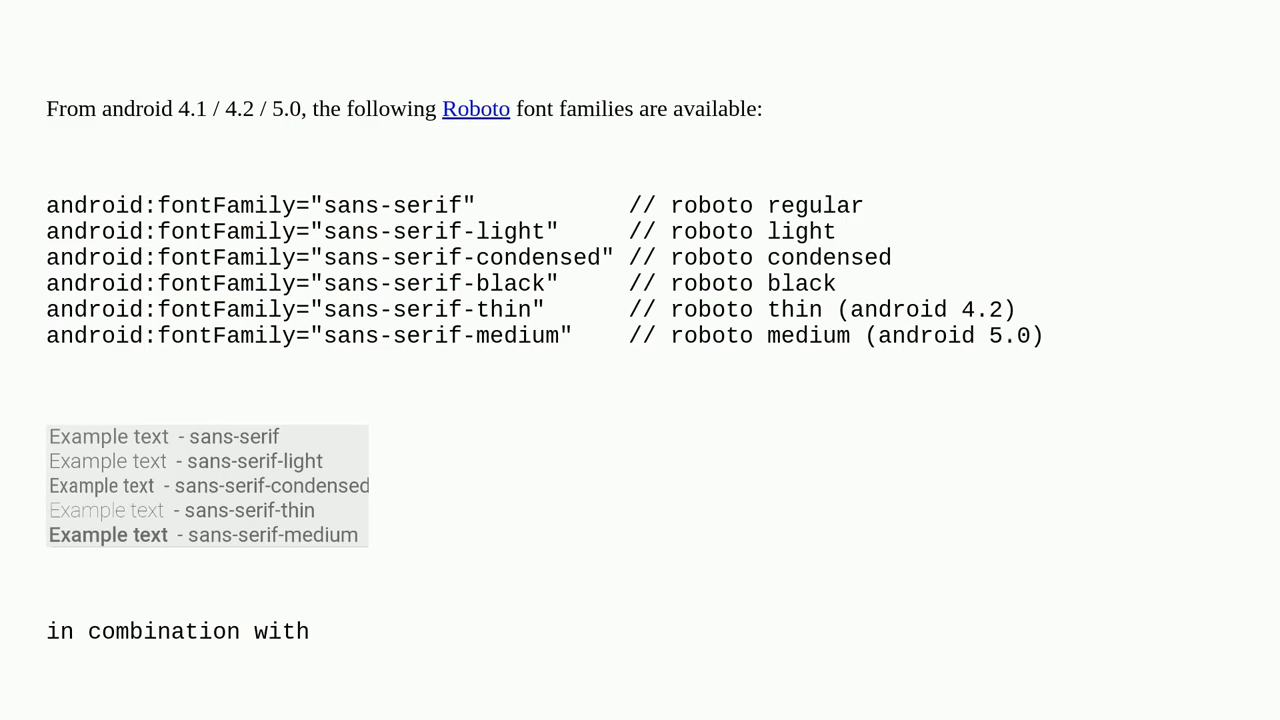 From android 4.1 / 4.2 / 5.0, the following Roboto font families are available:
android:fontFamily="sans-serif"           // roboto regular
android:fontFamily="sans-serif-light"     // roboto light
android:fontFamily="sans-serif-condensed" // roboto condensed
android:fontFamily="sans-serif-black"     // roboto black
android:fontFamily="sans-serif-thin"      // roboto thin (android 4.2)
android:fontFamily="sans-serif-medium"    // roboto medium (android 5.0)
Example text - sans-serif
Example text - sans-serif-light
Example text - sans-serif-condensed
Example text - sans-serif-thin
Example text - sans-serif-medium
in combination with